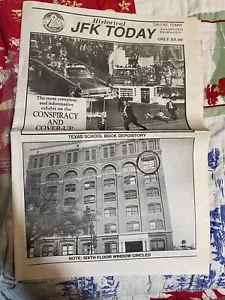 Historical
JFK TODAY
DALLAS, TEXAS
ONLY $5.00
The most complete
and informative
exhibit on the
CONSPIRACY
AND
COVER-UP
TEXAS SCHOOL BOOK DEPOSITORY
NOTE: SIXTH FLOOR WINDOW CIRCLED